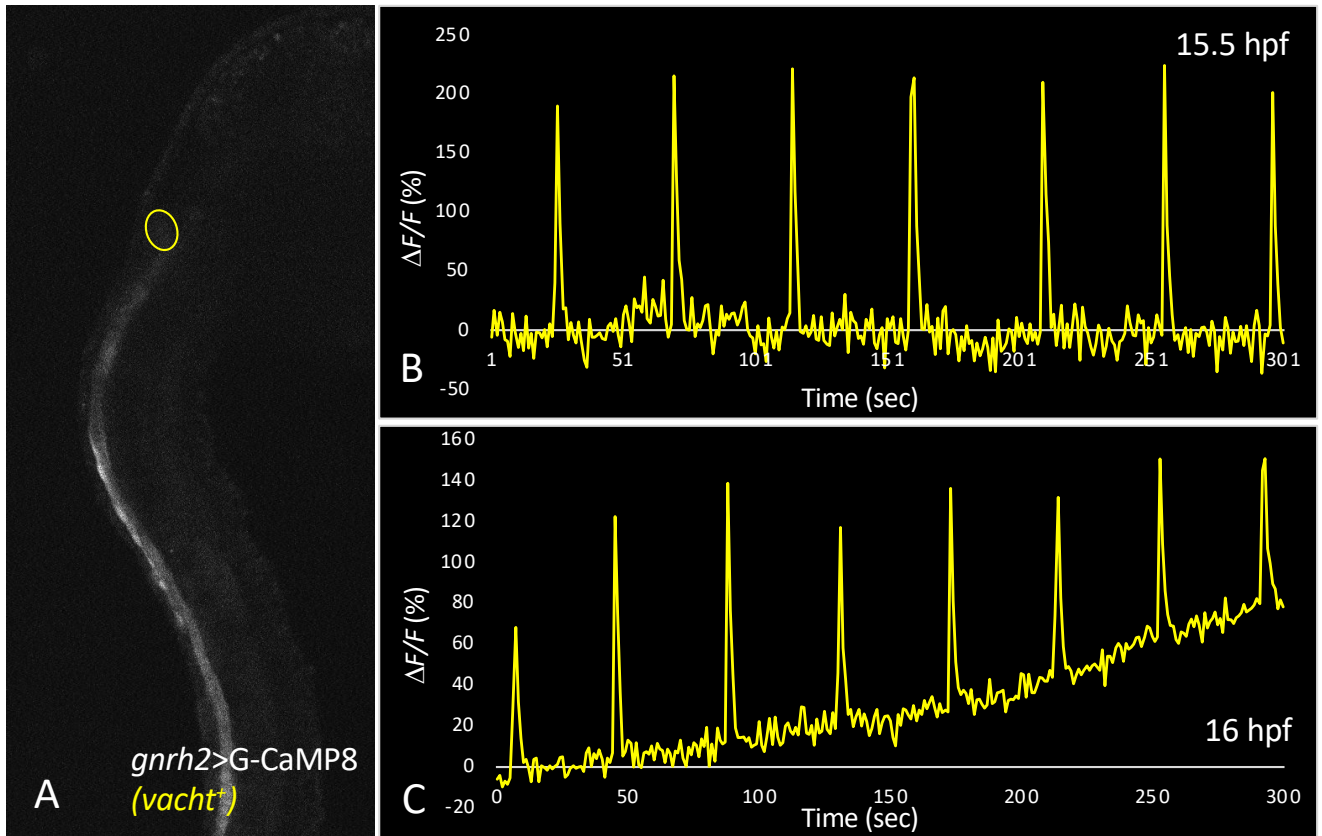 gnrh2>G-CaMP8
(vacht⁺)
A
250
200
150
100
50
0
-50
ΔF/F (%)
15.5 hpf
1
51
101
151
201
251
301
Time (sec)
B
160
140
120
100
80
60
40
20
0
-20
ΔF/F (%)
16 hpf
0
50
100
150
200
250
300
Time (sec)
C